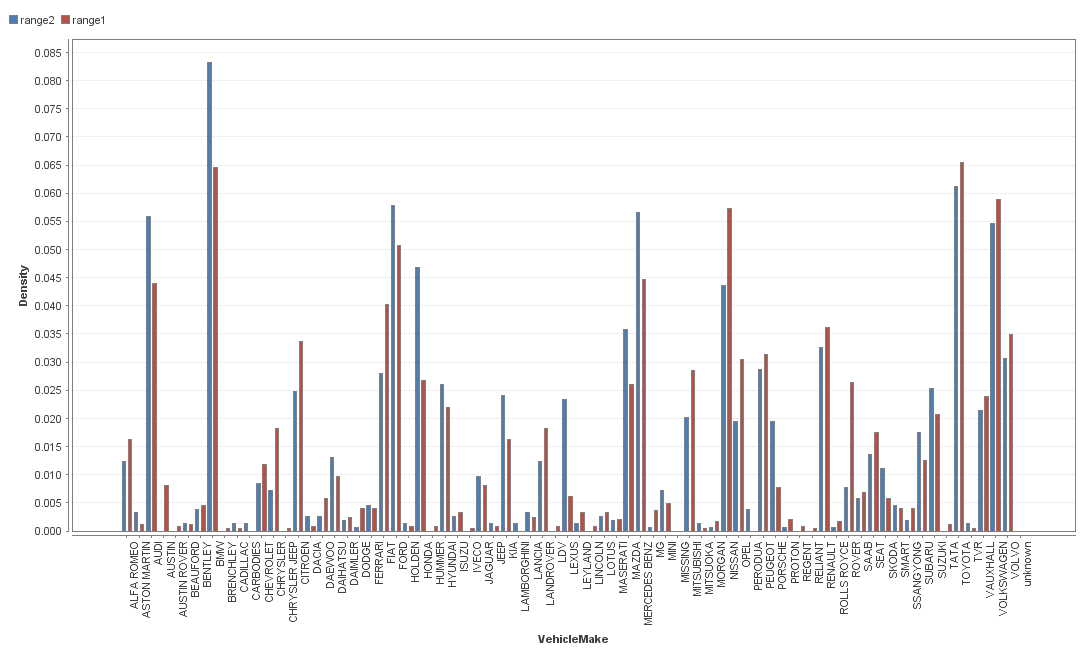 range2 range1
0.085
0.080
0.075
0.070
0.065
0.060
0.055
0.050
0.045
0.040
0.035
0.030
0.025
0.020
0.015
0.010
0.005
0.000
Density
ALFA ROMEO
ASTON MARTIN
AUDI
AUSTIN
AUSTIN ROVER
BEAUFORD
BENTLEY
BMW
BRENCHLEY
CADILLAC
CARBODIES
CHEVROLET
CHRYSLER
CHRYSLER JEEP
CITROEN
DACIA
DAEWOO
DAIHATSU
DAIMLER
DODGE
FERRARI
FIAT
FORD
HOLDEN
HONDA
HUMMER
HYUNDAI
ISUZU
IVECO
JAGUAR
JEEP
KIA
LAMBORGHINI
LANCIA
LANDROVER
LDV
LEXUS
LEYLAND
LINCOLN
LOTUS
MASERATI
MAZDA
MERCEDES BENZ
MG
MINI
MISSING
MITSUBISHI
MITSUOKA
MORGAN
NISSAN
OPEL
PERODUA
PEUGEOT
PORSCHE
PROTON
REGENT
RELIANT
RENAULT
ROLLS ROYCE
ROVER
SAAB
SEAT
SKODA
SMART
SSANGYONG
SUBARU
SUZUKI
TATA
TOYOTA
TVR
VAUXHALL
VOLKSWAGEN
VOLVO
unknown
VehicleMake